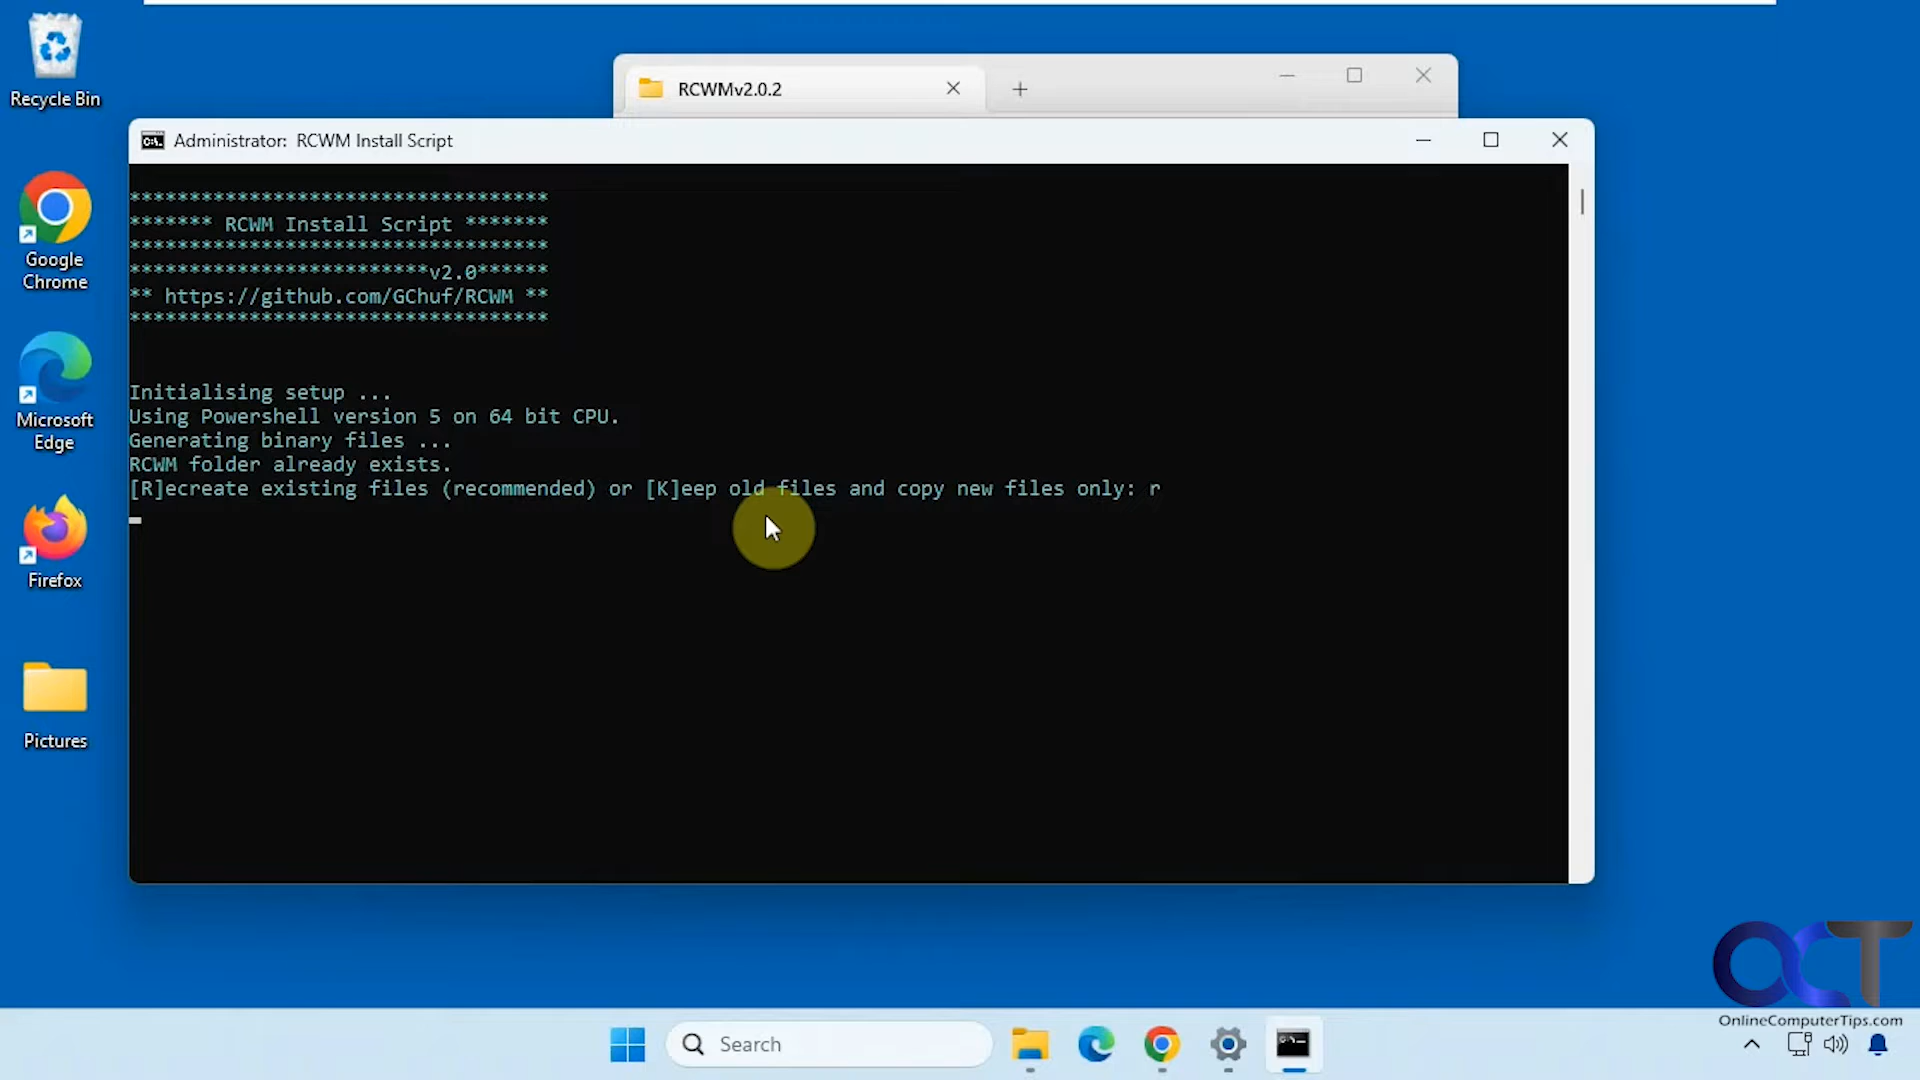 Recycle Bin
Google
Chrome
Microsoft
Edge
Firefox
Pictures
RCWMv2.0.2
Administrator:  RCWM Install Script
***********************************
******* RCWM Install Script *******
***********************************
*************************v2.0******
** https://github.com/GChuf/RCWM **
***********************************
Initialising setup ...
Using Powershell version 5 on 64 bit CPU.
Generating binary files ...
RCWM folder already exists.
[R]ecreate existing files (recommended) or [K]eep old files and copy new files only: r
OCT
OnlineComputerTips.com
Search